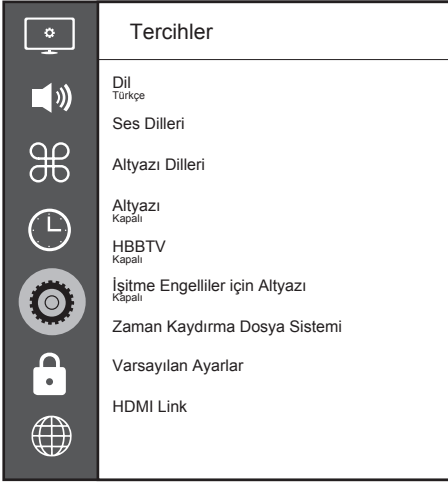 Tercihler
Dil
Türkçe
Ses Dilleri
Altyazı Dilleri
Altyazı
Kapalı
HBBTV
Kapalı
İşitme Engelliler için Altyazı
Kapalı
Zaman Kaydırma Dosya Sistemi
Varsayılan Ayarlar
HDMI Link